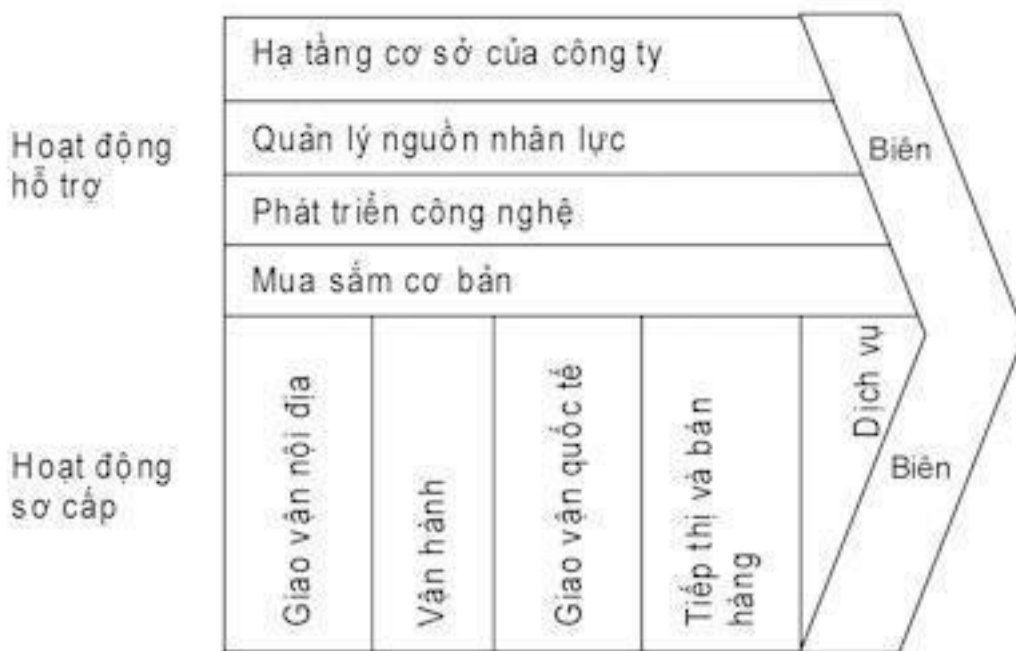 Hạ tầng cơ sở của công ty
Hoạt động
hỗ trợ
Quản lý nguồn nhân lực
Biên
Phát triển công nghệ
Mua sắm cơ bản
Hoạt động
sơ cấp
Giao vận nội địa
Vận hành
Giao vận quốc tế
Tiếp thị và bán
hàng
Dịch vụ
Biên